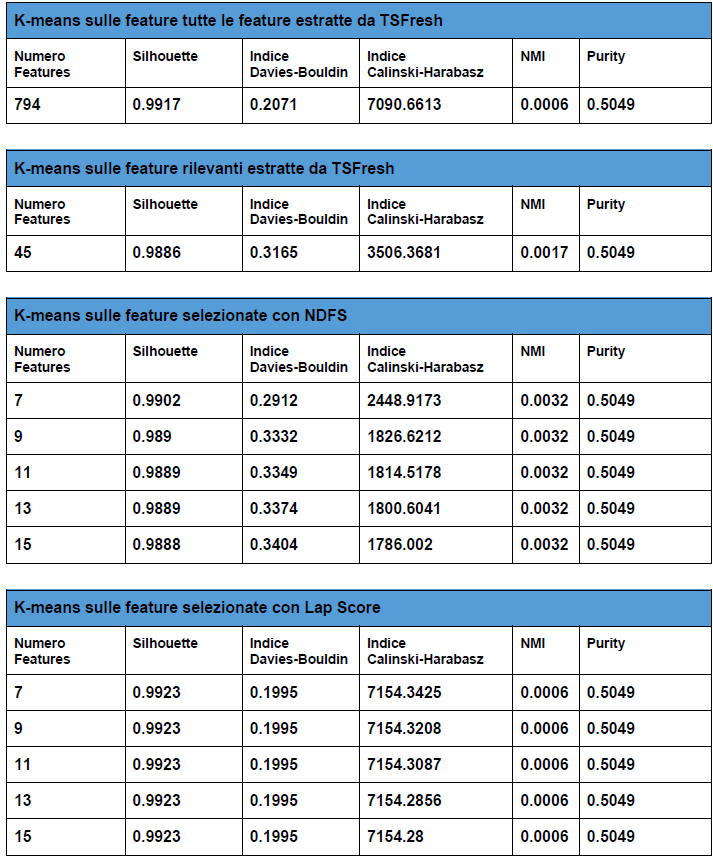 K-means sulle feature tutte le feature estratte da TSFresh
Numero Features Silhouette Indice Davies-Bouldin Indice Calinski-Harabasz NMI Purity
794 0.9917 0.2071 7090.6613 0.0006 0.5049
K-means sulle feature rilevanti estratte da TSFresh
Numero Features Silhouette Indice Davies-Bouldin Indice Calinski-Harabasz NMI Purity
45 0.9886 0.3165 3506.3681 0.0017 0.5049
K-means sulle feature selezionate con NDFS
Numero Features Silhouette Indice Davies-Bouldin Indice Calinski-Harabasz NMI Purity
7 0.9902 0.2912 2448.9173 0.0032 0.5049
9 0.989 0.3332 1826.6212 0.0032 0.5049
11 0.9889 0.3349 1814.5178 0.0032 0.5049
13 0.9889 0.3374 1800.6041 0.0032 0.5049
15 0.9888 0.3404 1786.002 0.0032 0.5049
K-means sulle feature selezionate con Lap Score
Numero Features Silhouette Indice Davies-Bouldin Indice Calinski-Harabasz NMI Purity
7 0.9923 0.1995 7154.3425 0.0006 0.5049
9 0.9923 0.1995 7154.3208 0.0006 0.5049
11 0.9923 0.1995 7154.3087 0.0006 0.5049
13 0.9923 0.1995 7154.2856 0.0006 0.5049
15 0.9923 0.1995 7154.28 0.0006 0.5049